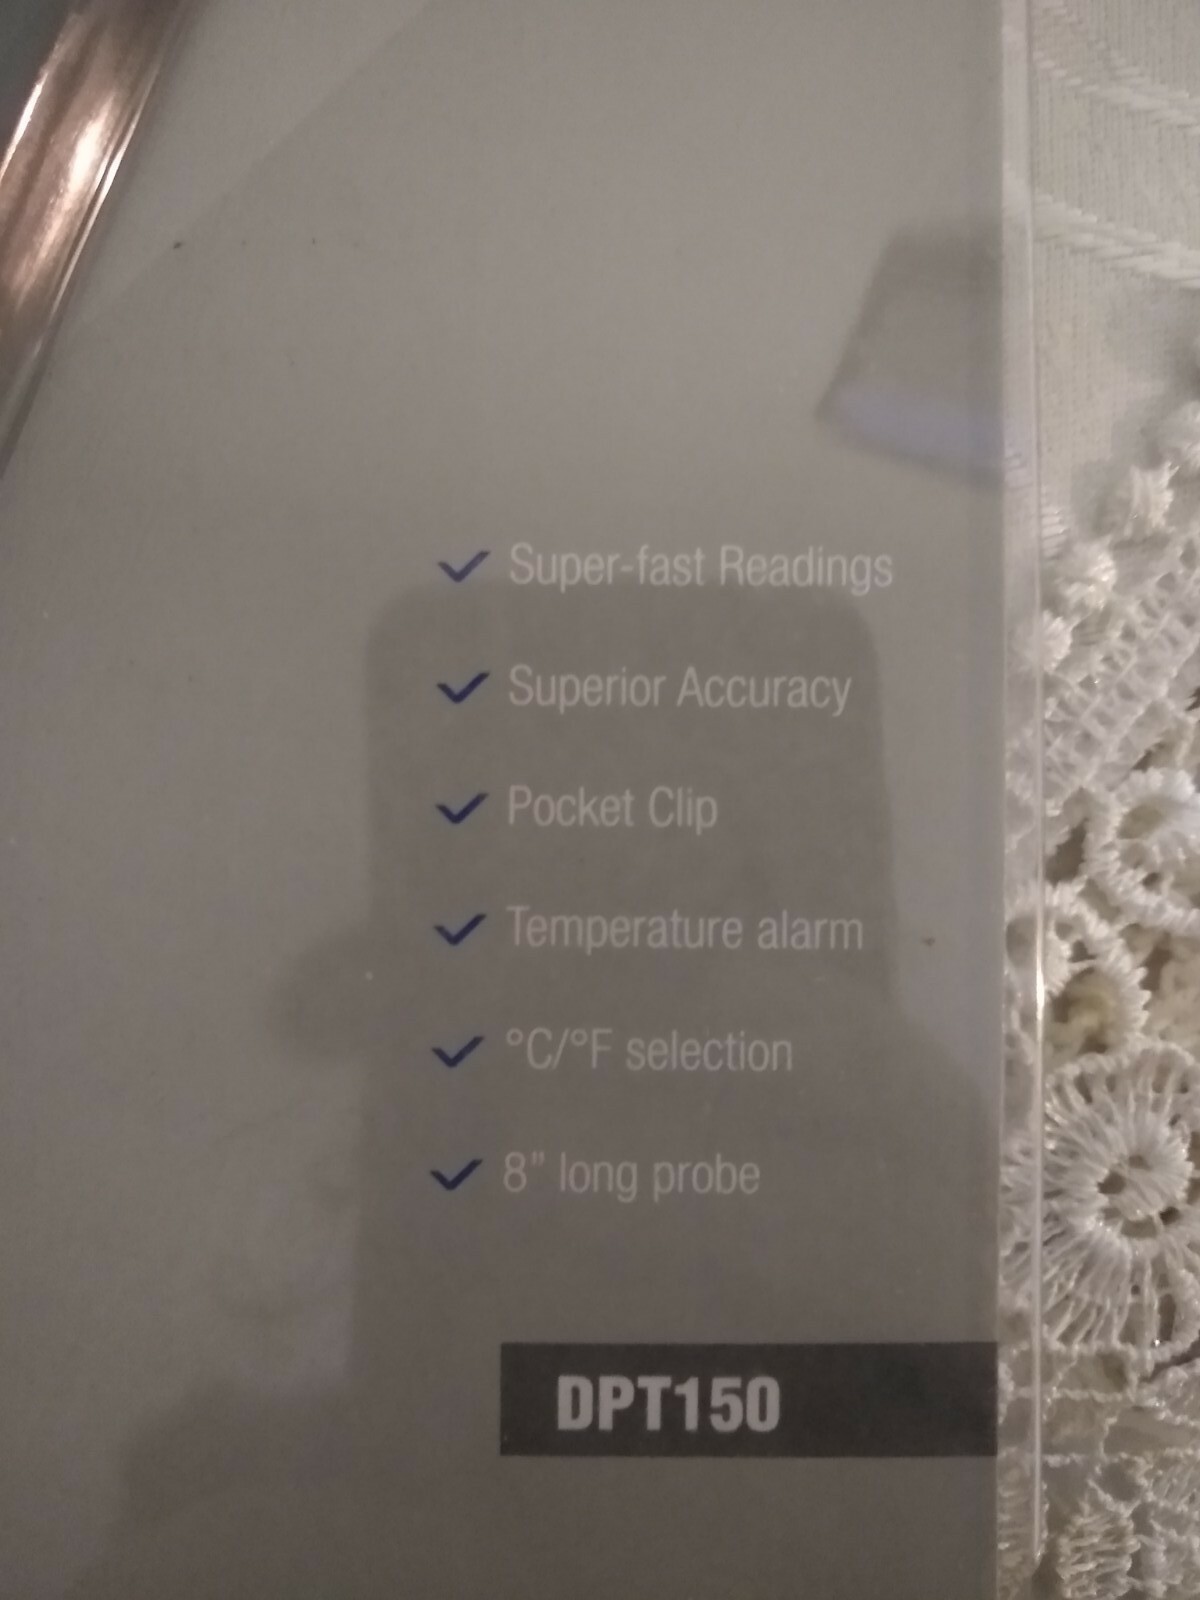 Super-fast Readings
Superior Accuracy
Pocket Clip
Temperature alarm
°C/°F selection
8” long probe
DPT150